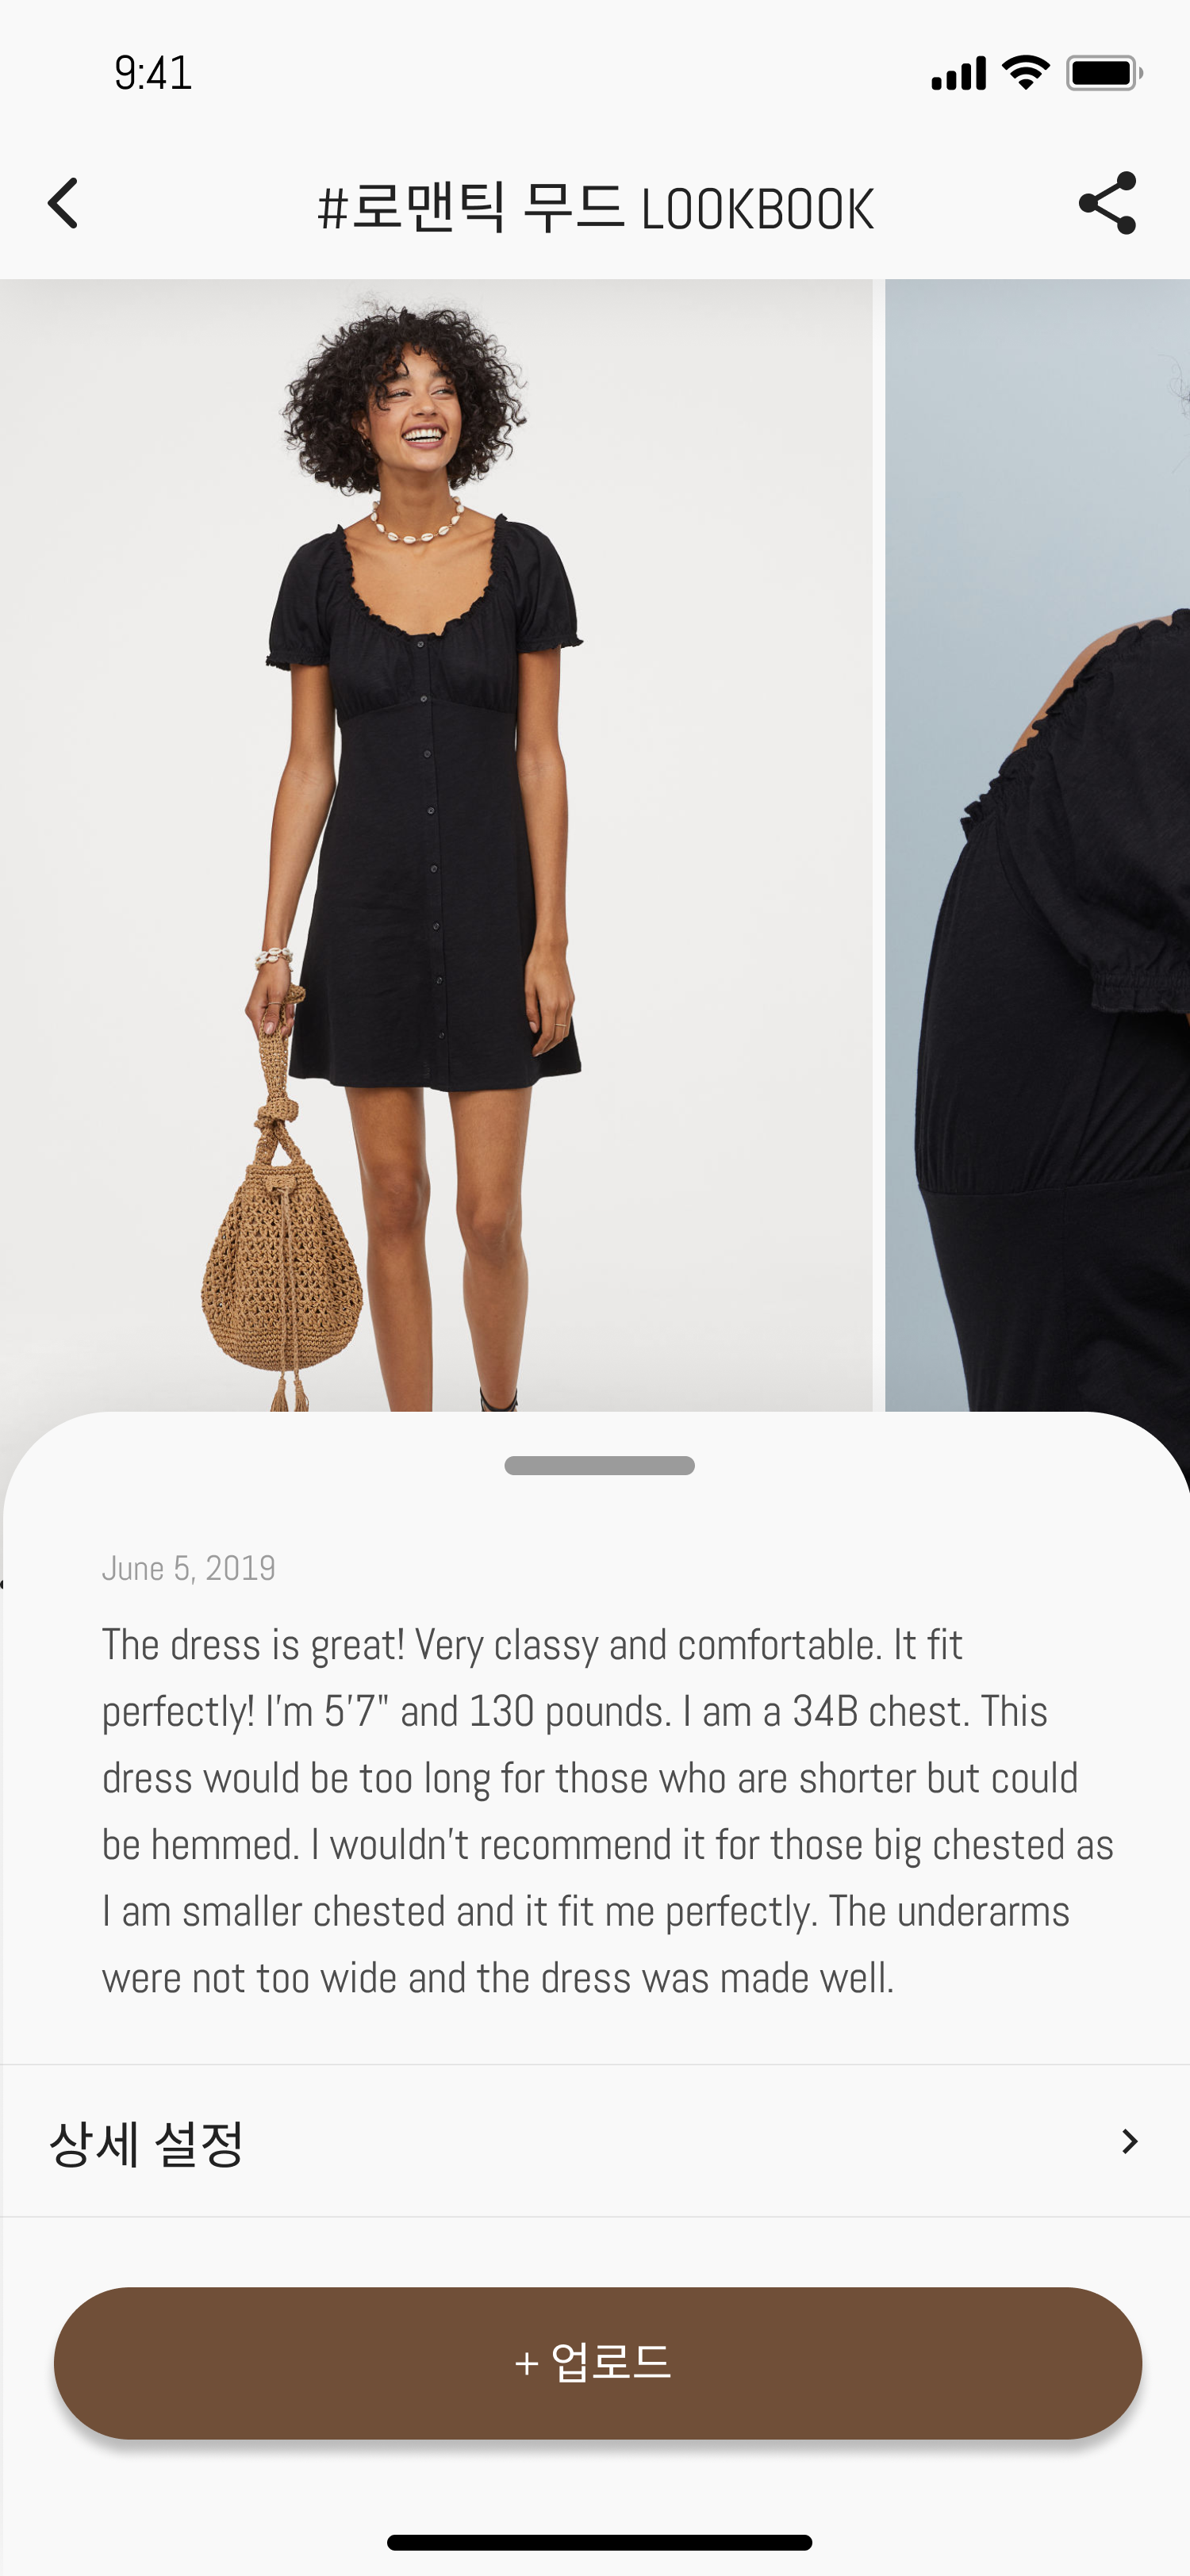 9:41
#로맨틱 무드 LOOKBOOK
June 5, 2019
The dress is great! Very classy and comfortable. It fit
perfectly! I'm 5'7" and 130 pounds. I am a 34B chest. This
dress would be too long for those who are shorter but could
be hemmed. I wouldn't recommend it for those big chested as
I am smaller chested and it fit me perfectly. The underarms
were not too wide and the dress was made well.
상세 설정
+ 업로드